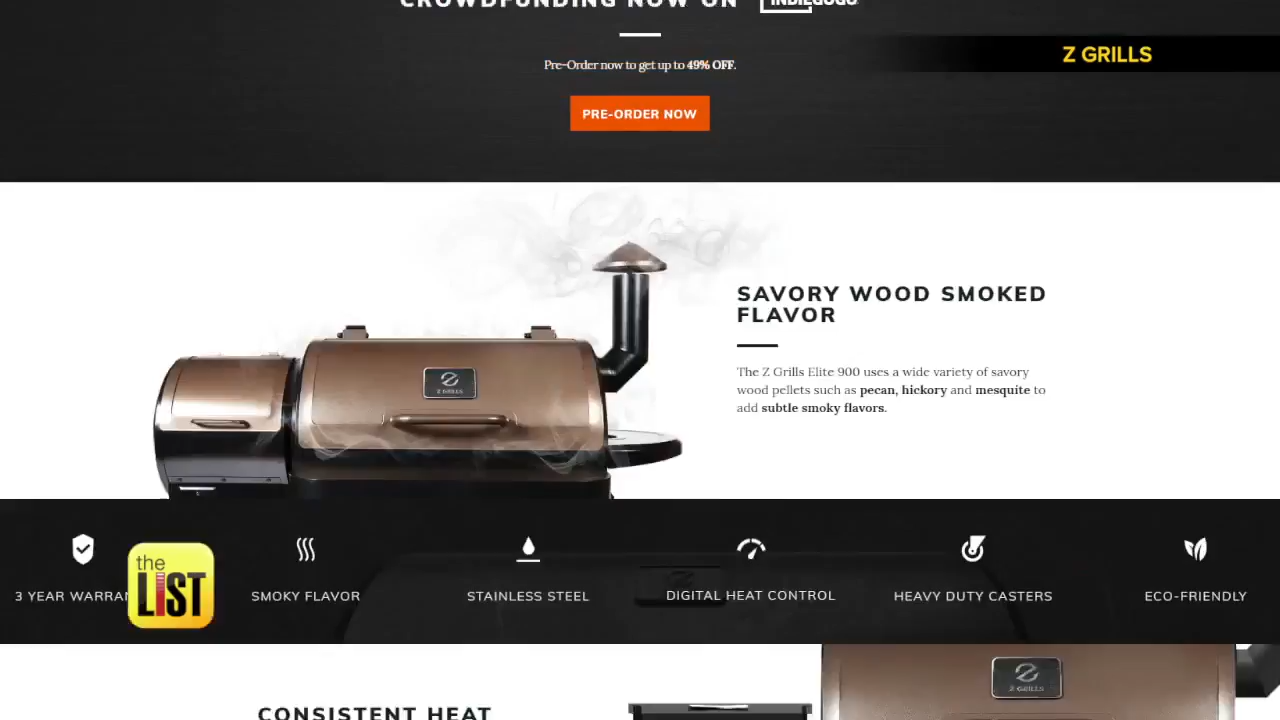 CROWDFUNDING NOW ON INDIEGOGO
Z GRILLS
Pre-Order now to get up to 49% OFF.
PRE-ORDER NOW
SAVORY WOOD SMOKED
FLAVOR
The Z Grills Elite 900 uses a wide variety of savory
wood pellets such as pecan, hickory and mesquite to
add subtle smoky flavors.
Z GRILLS
3 YEAR WARRAN
the
LIST
SMOKY FLAVOR
STAINLESS STEEL
DIGITAL HEAT CONTROL
HEAVY DUTY CASTERS
ECO-FRIENDLY
Z GRILLS
CONSISTENT HEAT